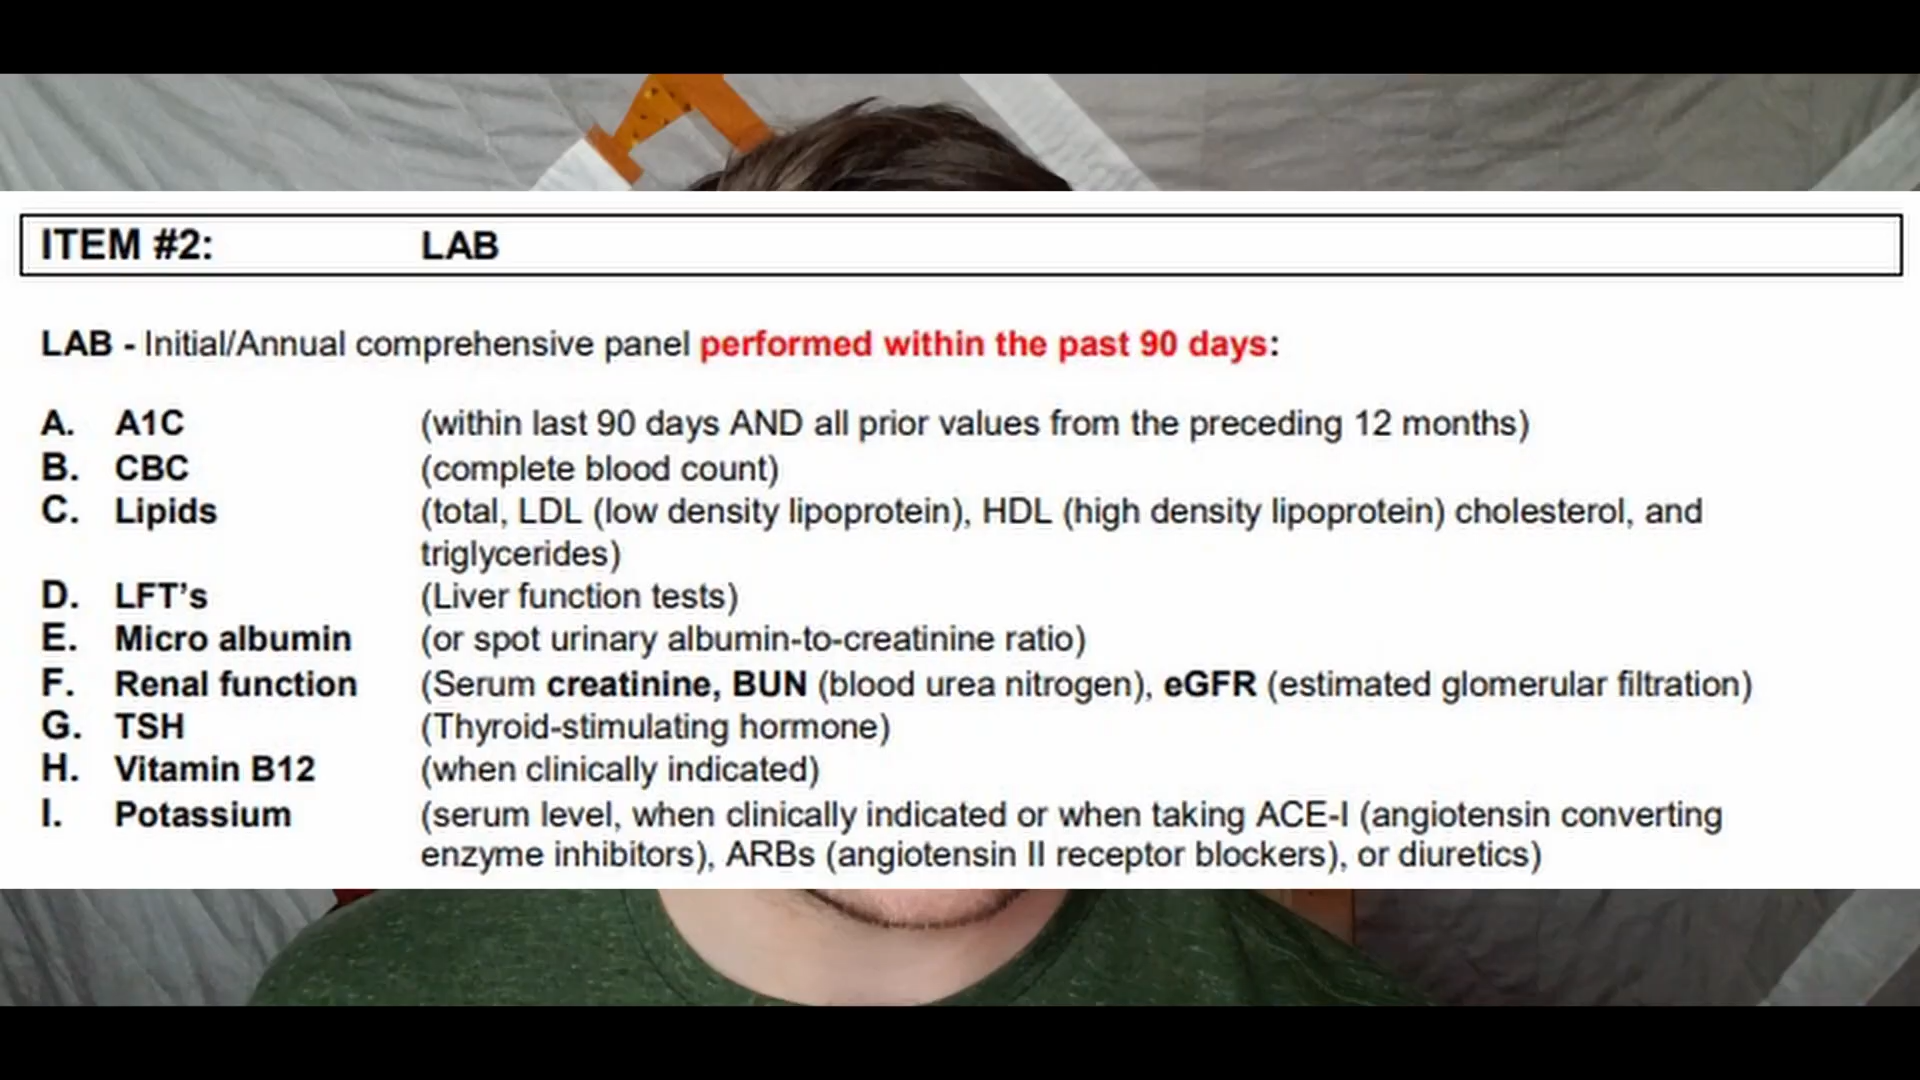 ITEM #2: LAB
LAB - Initial/Annual comprehensive panel performed within the past 90 days:
A. A1C (within last 90 days AND all prior values from the preceding 12 months)
B. CBC (complete blood count)
C. Lipids (total, LDL (low density lipoprotein), HDL (high density lipoprotein) cholesterol, and
triglycerides)
D. LFT’s (Liver function tests)
E. Micro albumin (or spot urinary albumin-to-creatinine ratio)
F. Renal function (Serum creatinine, BUN (blood urea nitrogen), eGFR (estimated glomerular filtration)
G. TSH (Thyroid-stimulating hormone)
H. Vitamin B12 (when clinically indicated)
I. Potassium (serum level, when clinically indicated or when taking ACE-I (angiotensin converting
enzyme inhibitors), ARBs (angiotensin II receptor blockers), or diuretics)